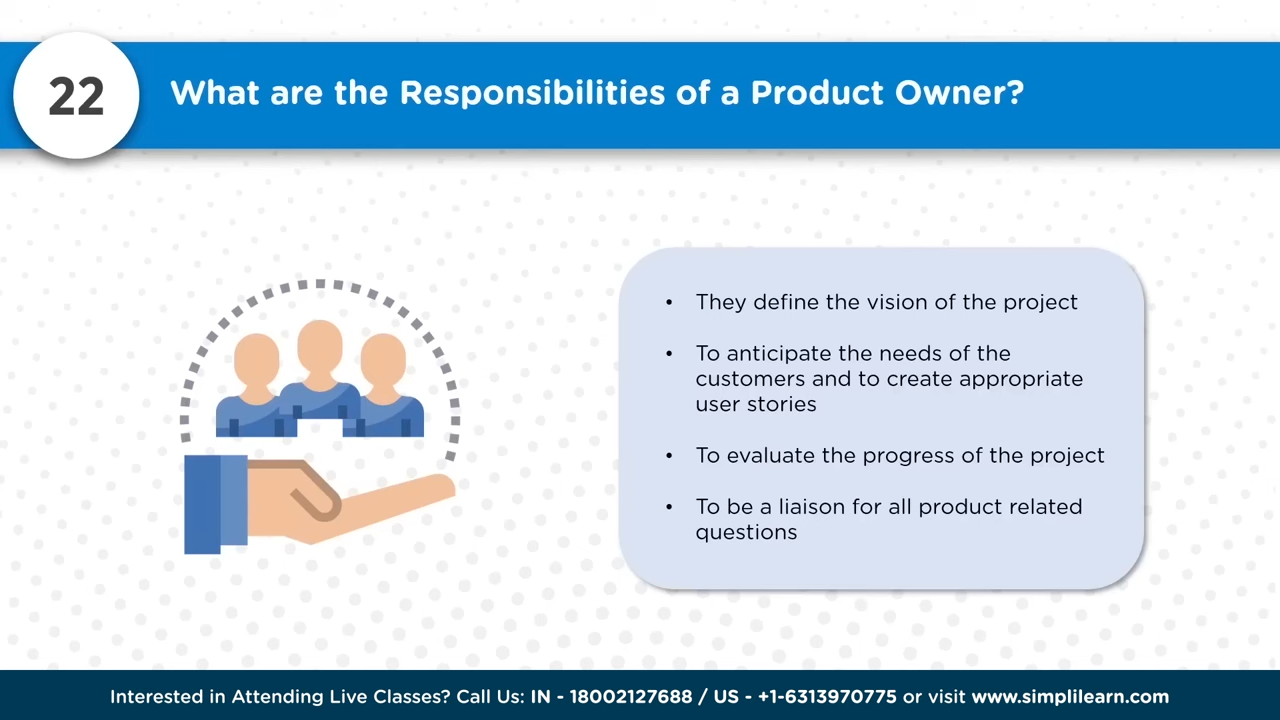 22
What are the Responsibilities of a Product Owner?
• They define the vision of the project
• To anticipate the needs of the
customers and to create appropriate
user stories
• To evaluate the progress of the project
• To be a liaison for all product related
questions
Interested in Attending Live Classes? Call Us: IN - 18002127688 / US - +1-6313970775 or visit www.simplilearn.com